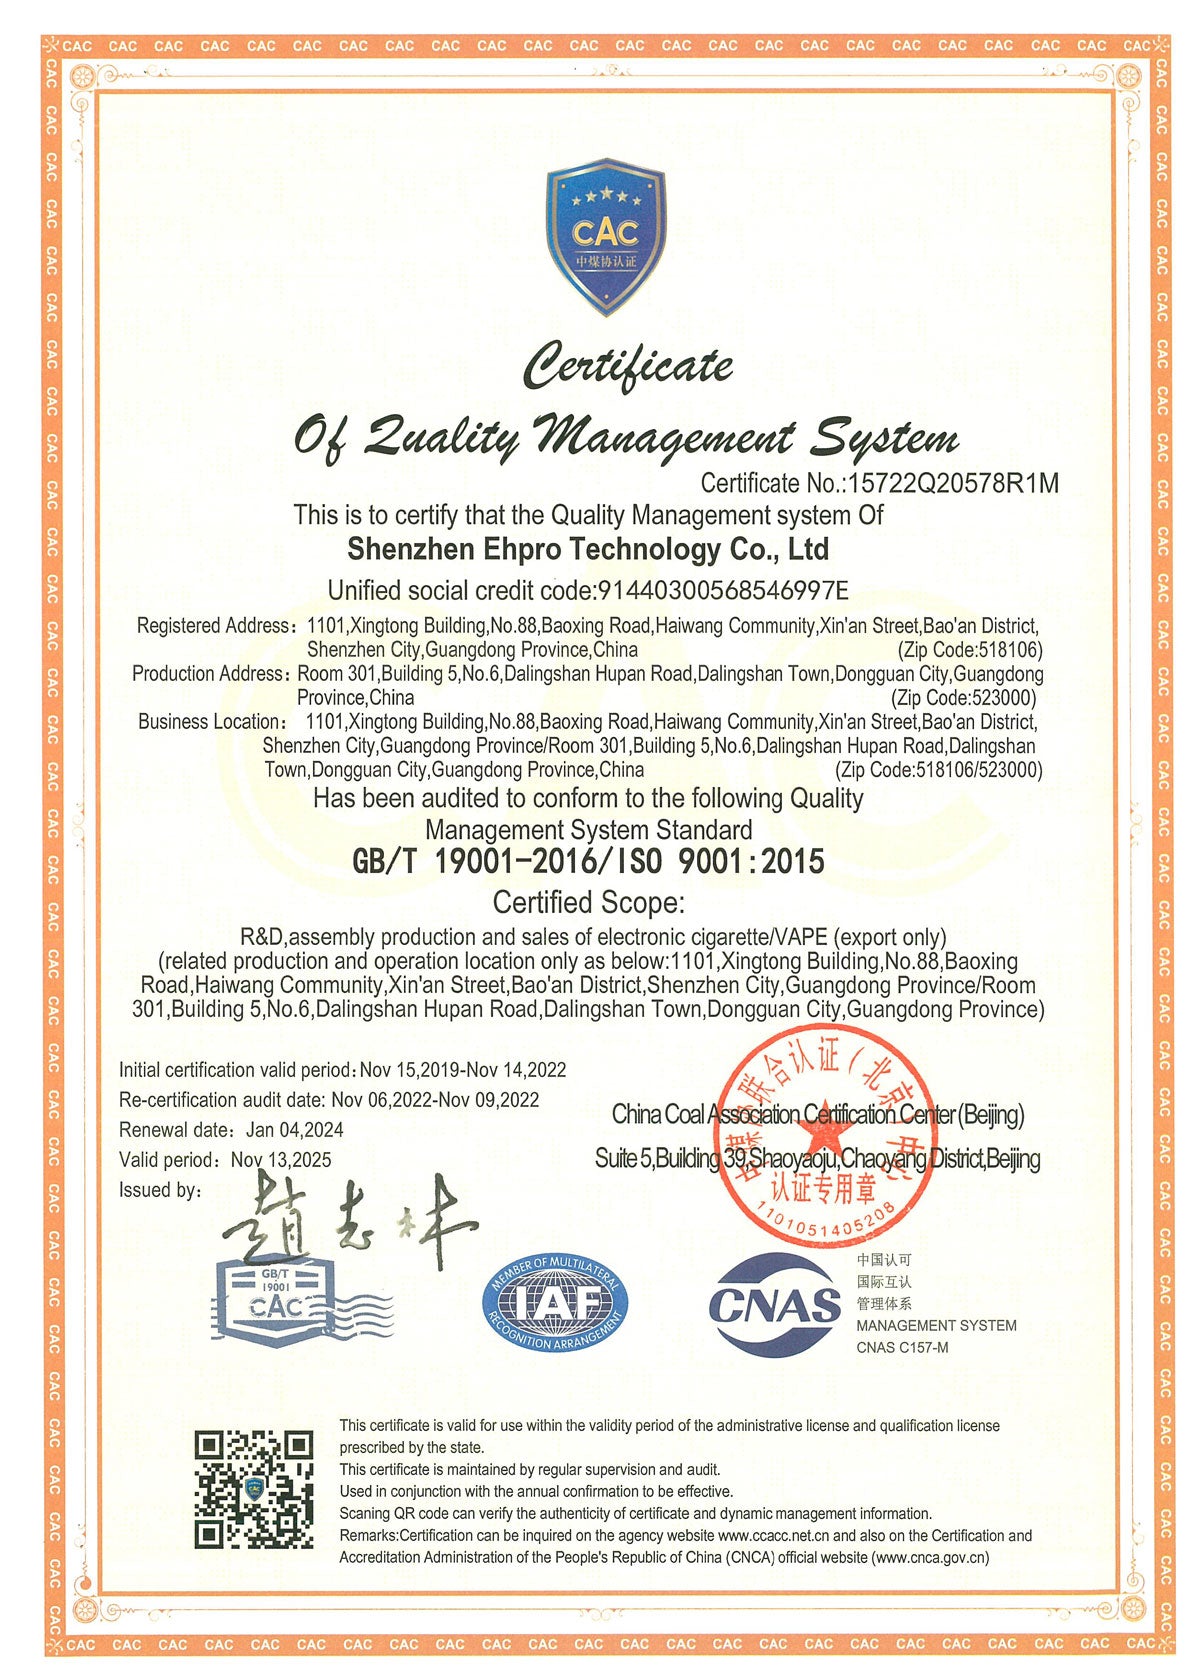 CAC CAC CAC CAC CAC CAC CAC CAC CAC CAC CAC CAC CAC CAC CAC CAC CAC CAC CAC CAC CAC CAC CAC CAC
CAC
中煤协认证
Certificate
Of Quality Management System
Certificate No.:15722Q20578R1M
This is to certify that the Quality Management system Of
Shenzhen Ehpro Technology Co., Ltd
Unified social credit code:91440300568546997E
Registered Address：1101,Xingtong Building,No.88,Baoxing Road,Haiwang Community,Xin'an Street,Bao'an District,
Shenzhen City,Guangdong Province,China (Zip Code:518106)
Production Address：Room 301,Building 5,No.6,Dalingshan Hupan Road,Dalingshan Town,Dongguan City,Guangdong
Province,China (Zip Code:523000)
Business Location： 1101,Xingtong Building,No.88,Baoxing Road,Haiwang Community,Xin'an Street,Bao'an District,
Shenzhen City,Guangdong Province/Room 301,Building 5,No.6,Dalingshan Hupan Road,Dalingshan
Town,Dongguan City,Guangdong Province,China (Zip Code:518106/523000)
Has been audited to conform to the following Quality
Management System Standard
GB/T 19001-2016/ISO 9001:2015
Certified Scope:
R&D,assembly production and sales of electronic cigarette/VAPE (export only)
(related production and operation location only as below:1101,Xingtong Building,No.88,Baoxing
Road,Haiwang Community,Xin'an Street,Bao'an District,Shenzhen City,Guangdong Province/Room
301,Building 5,No.6,Dalingshan Hupan Road,Dalingshan Town,Dongguan City,Guangdong Province)
Initial certification valid period:Nov 15,2019-Nov 14,2022
Re-certification audit date: Nov 06,2022-Nov 09,2022
Renewal date：Jan 04,2024
Valid period：Nov 13,2025
Issued by:
赵志林
China Coal Association Certification Center(Beijing)
Suite 5,Building 39,Shaoyaoju,Chaoyang District,Beijing
中煤协联合认证(北京)中心
认证专用章
1101051405208
GB/T
19001
CAC
MEMBER OF MULTILATERAL
IAF
RECOGNITION ARRANGEMENT
CNAS
中国认可
国际互认
管理体系
MANAGEMENT SYSTEM
CNAS C157-M
This certificate is valid for use within the validity period of the administrative license and qualification license
prescribed by the state.
This certificate is maintained by regular supervision and audit.
Used in conjunction with the annual confirmation to be effective.
Scaning QR code can verify the authenticity of certificate and dynamic management information.
Remarks:Certification can be inquired on the agency website www.ccacc.net.cn and also on the Certification and
Accreditation Administration of the People's Republic of China (CNCA) official website (www.cnca.gov.cn)